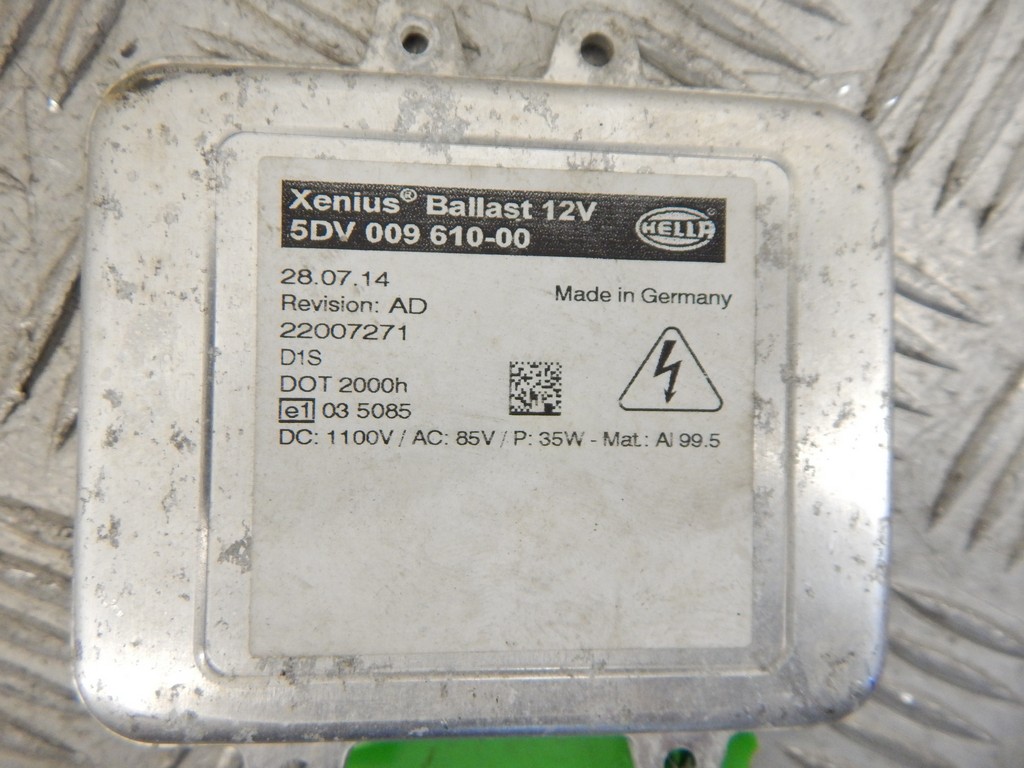 Xenius® Ballast 12V
5DV 009 610-00
HELLA
28.07.14
Made in Germany
Revision: AD
22007271
D1S
DOT 2000h
e1 03 5085
DC: 1100V / AC: 85V / P: 35W - Mat.: Al 99.5